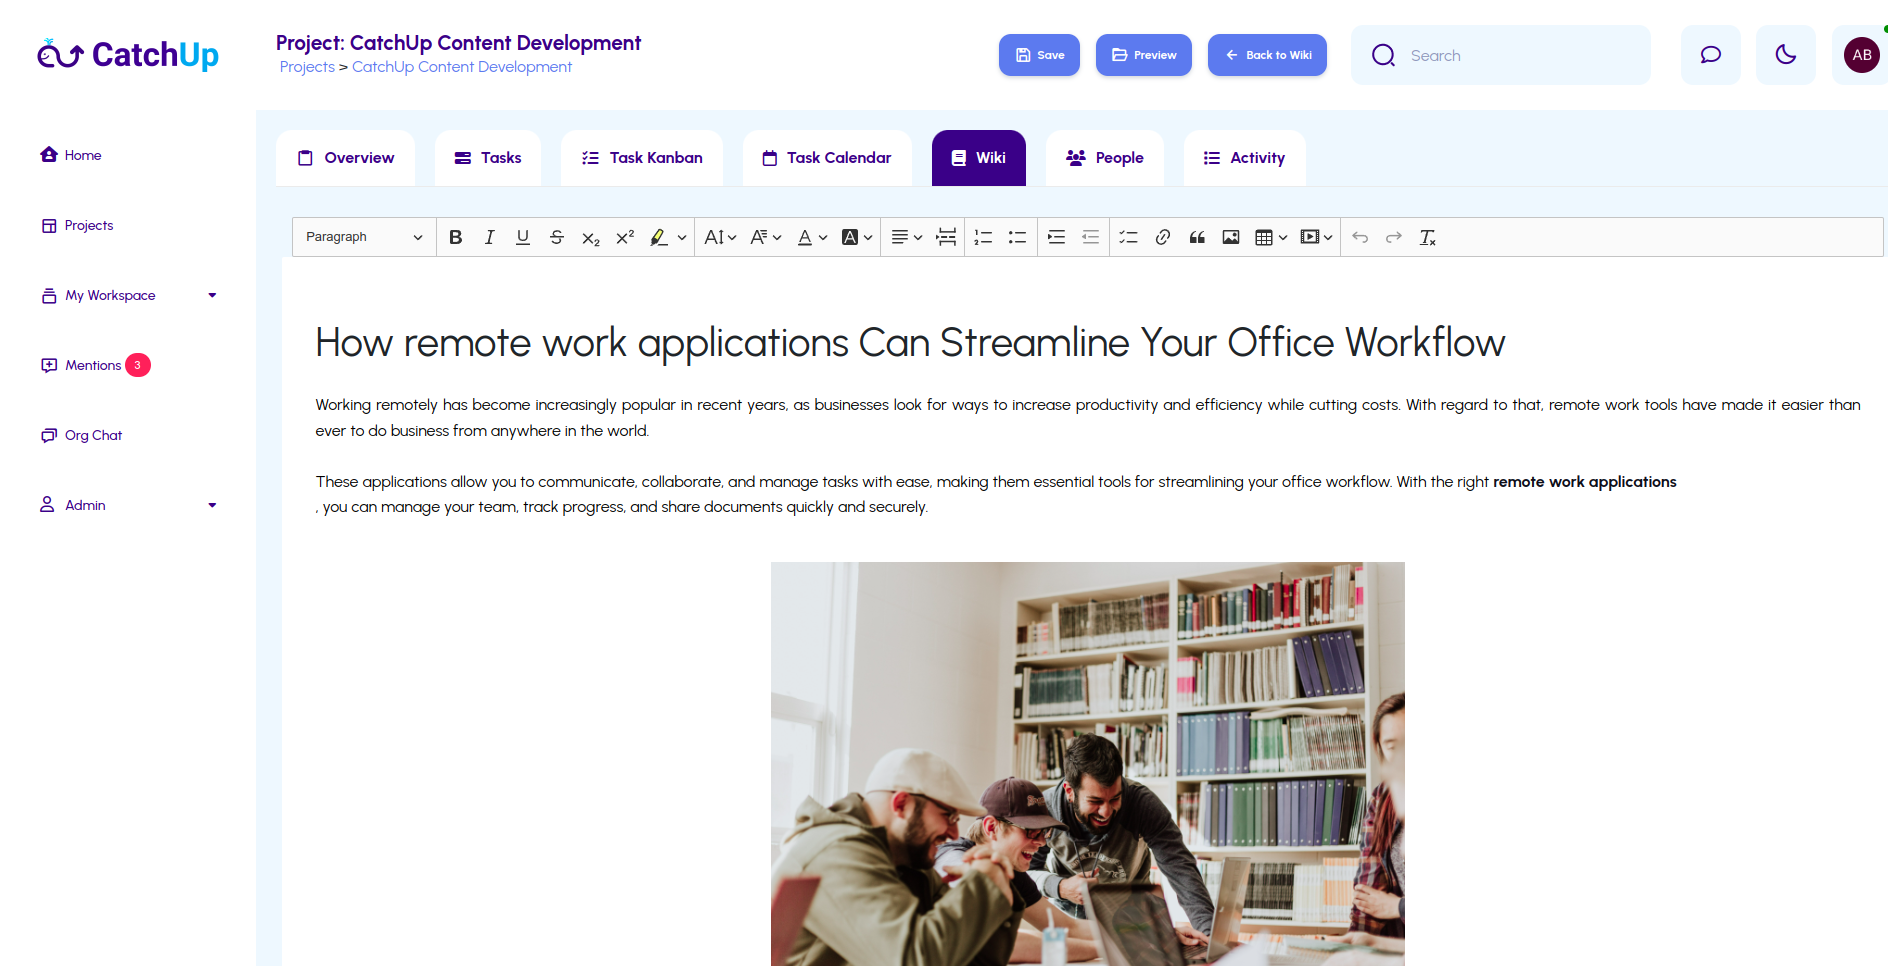 CatchUp
Project: CatchUp Content Development
Projects > CatchUp Content Development
Save
Preview
Back to Wiki
Search
AB
Home
Projects
My Workspace
Mentions 3
Org Chat
Admin
Overview
Tasks
Task Kanban
Task Calendar
Wiki
People
Activity
Paragraph
How remote work applications Can Streamline Your Office Workflow
Working remotely has become increasingly popular in recent years, as businesses look for ways to increase productivity and efficiency while cutting costs. With regard to that, remote work tools have made it easier than
ever to do business from anywhere in the world.
These applications allow you to communicate, collaborate, and manage tasks with ease, making them essential tools for streamlining your office workflow. With the right remote work applications
, you can manage your team, track progress, and share documents quickly and securely.